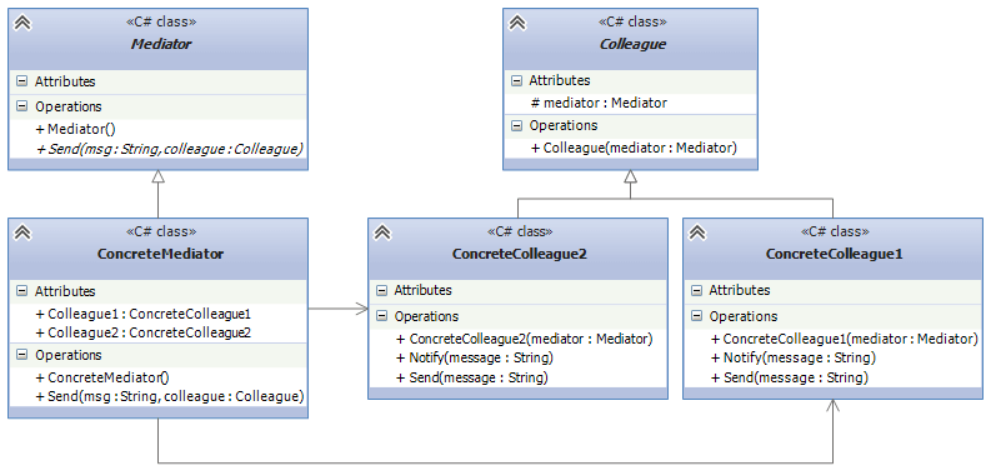 «C# class»
Mediator
Attributes
Operations
+ Mediator()
+ Send(msg : String, colleague : Colleague)
«C# class»
Colleague
Attributes
# mediator : Mediator
Operations
+ Colleague(mediator : Mediator)
«C# class»
ConcreteMediator
Attributes
+ Colleague1 : ConcreteColleague1
+ Colleague2 : ConcreteColleague2
Operations
+ ConcreteMediator()
+ Send(msg : String, colleague : Colleague)
«C# class»
ConcreteColleague2
Attributes
Operations
+ ConcreteColleague2(mediator : Mediator)
+ Notify(message : String)
+ Send(message : String)
«C# class»
ConcreteColleague1
Attributes
Operations
+ ConcreteColleague1(mediator : Mediator)
+ Notify(message : String)
+ Send(message : String)